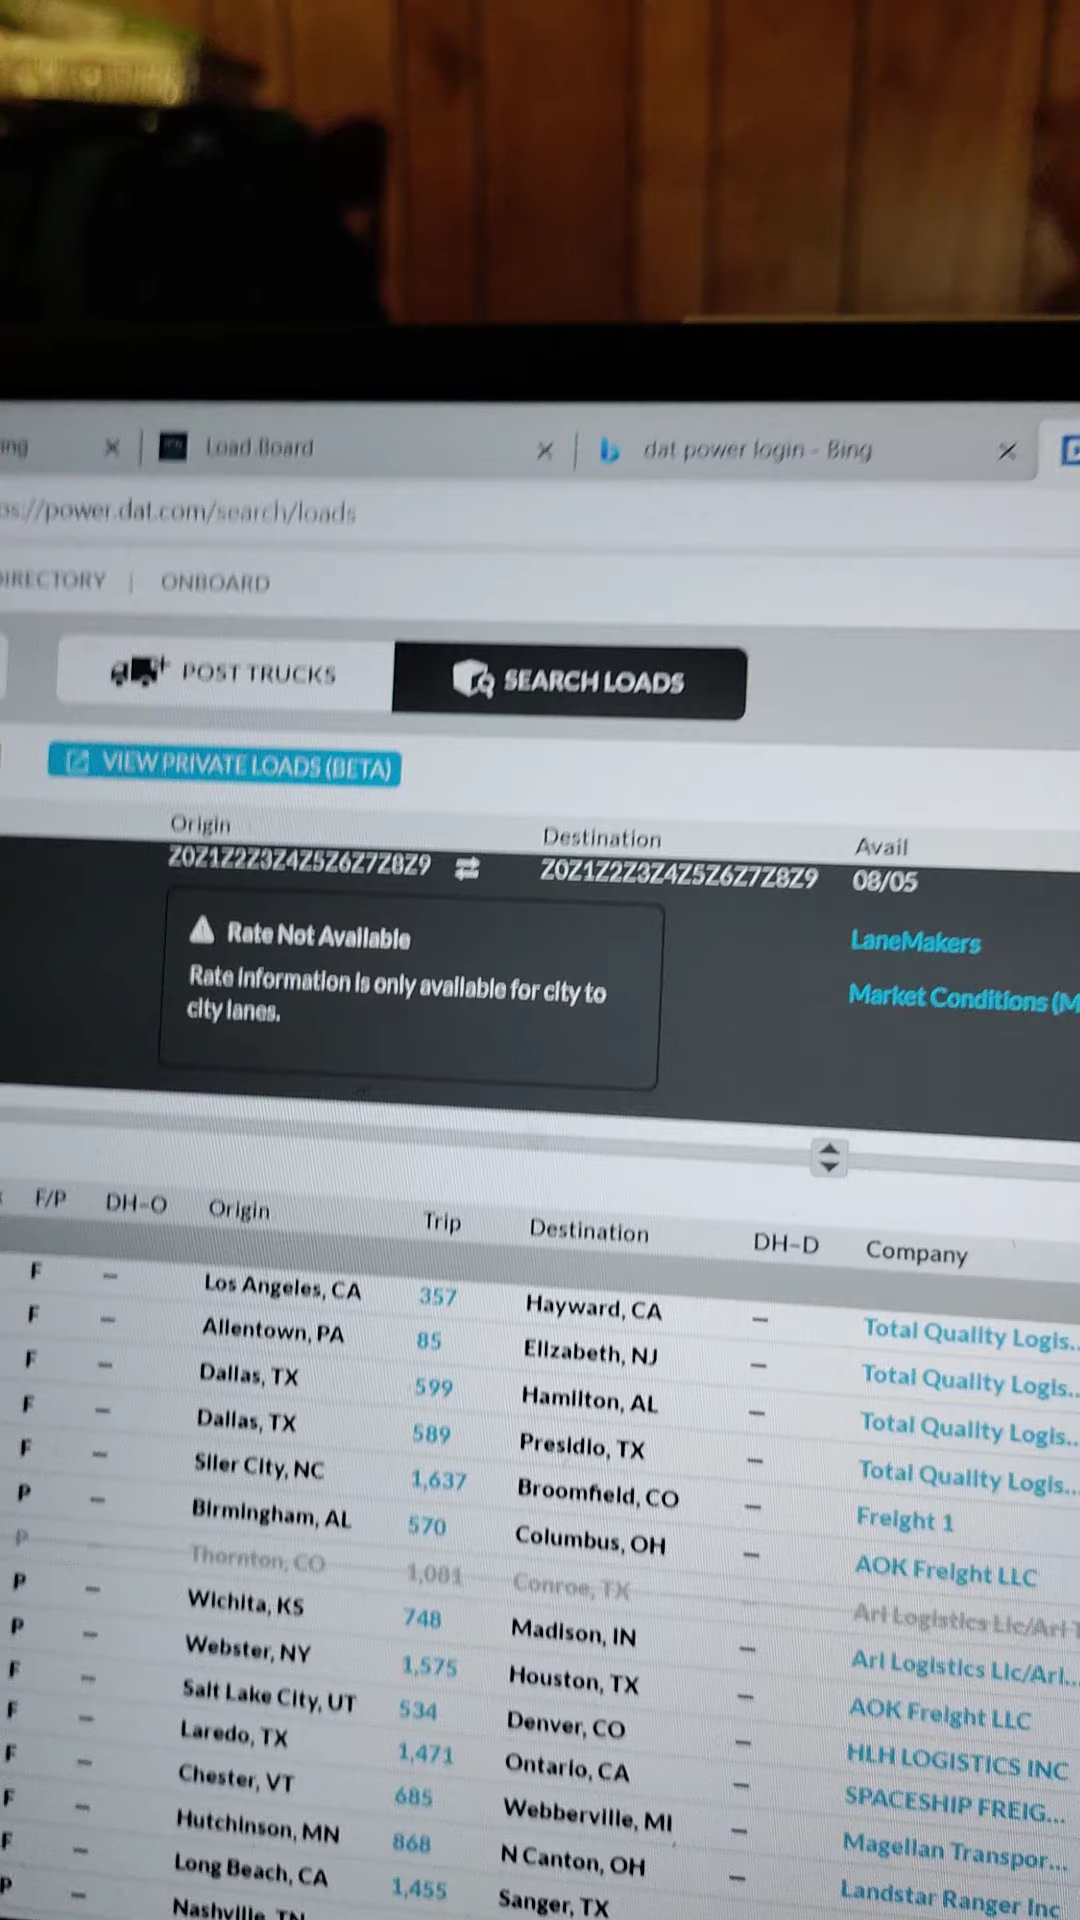 ing × Load Board × dat power login - Bing ×
os://power.dat.com/search/loads
DIRECTORY | ONBOARD
POST TRUCKS SEARCH LOADS
VIEW PRIVATE LOADS (BETA)
Origin Destination Avail
Z0Z1Z2Z3Z4Z5Z6Z7Z8Z9 Z0Z1Z2Z3Z4Z5Z6Z7Z8Z9 08/05
Rate Not Available
Rate information is only available for city to
city lanes.
LaneMakers
Market Conditions (M
F/P DH-O Origin Trip Destination DH-D Company
F – Los Angeles, CA 357 Hayward, CA – Total Quality Logis...
F – Allentown, PA 85 Elizabeth, NJ – Total Quality Logis...
F – Dallas, TX 599 Hamilton, AL – Total Quality Logis...
F – Dallas, TX 589 Presidio, TX – Total Quality Logis...
F – Siler City, NC 1,637 Broomfield, CO – Freight 1
P – Birmingham, AL 570 Columbus, OH – AOK Freight LLC
P – Thornton, CO 1,081 Conroe, TX Arl Logistics Llc/Arl T
P – Wichita, KS 748 Madison, IN – Arl Logistics Llc/Arl...
P – Webster, NY 1,575 Houston, TX – AOK Freight LLC
F – Salt Lake City, UT 534 Denver, CO – HLH LOGISTICS INC
F – Laredo, TX 1,471 Ontario, CA – SPACESHIP FREIG...
F – Chester, VT 685 Webberville, MI – Magellan Transpor...
F – Hutchinson, MN 868 N Canton, OH – Landstar Ranger Inc
F – Long Beach, CA 1,455 Sanger, TX
P – Nashville, TN